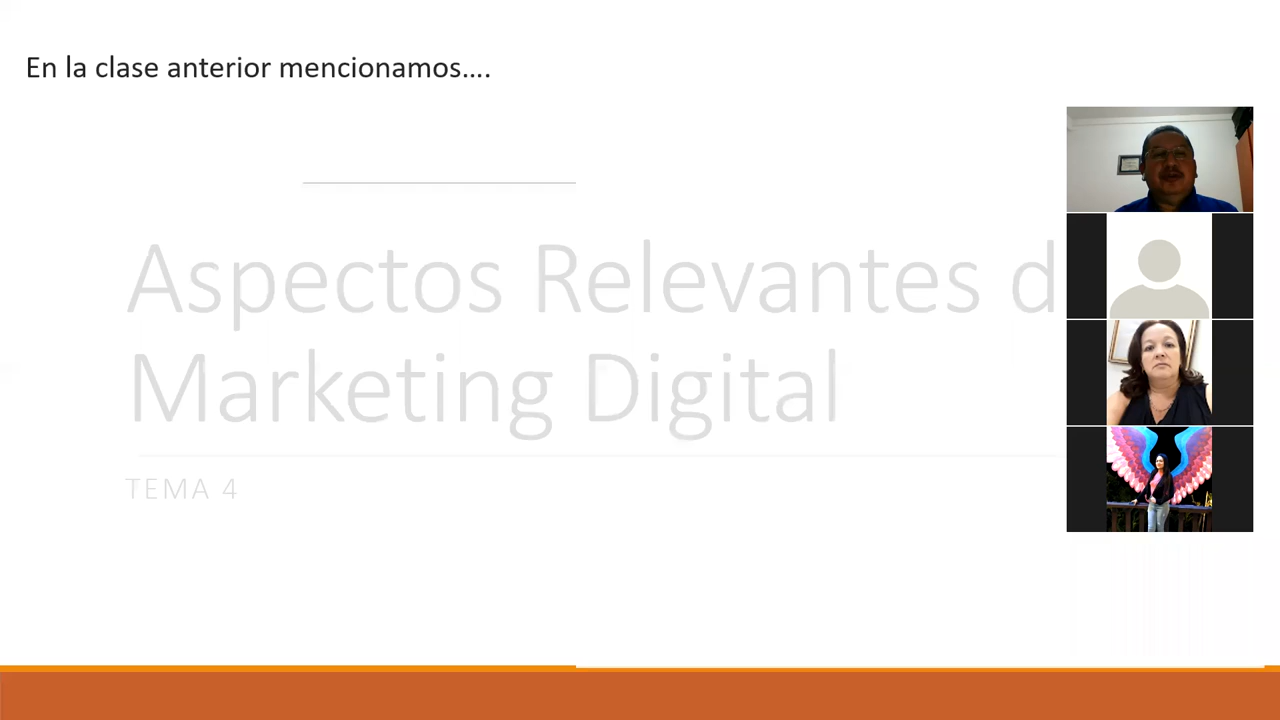 En la clase anterior mencionamos....
Aspectos Relevantes d
Marketing Digital
TEMA 4